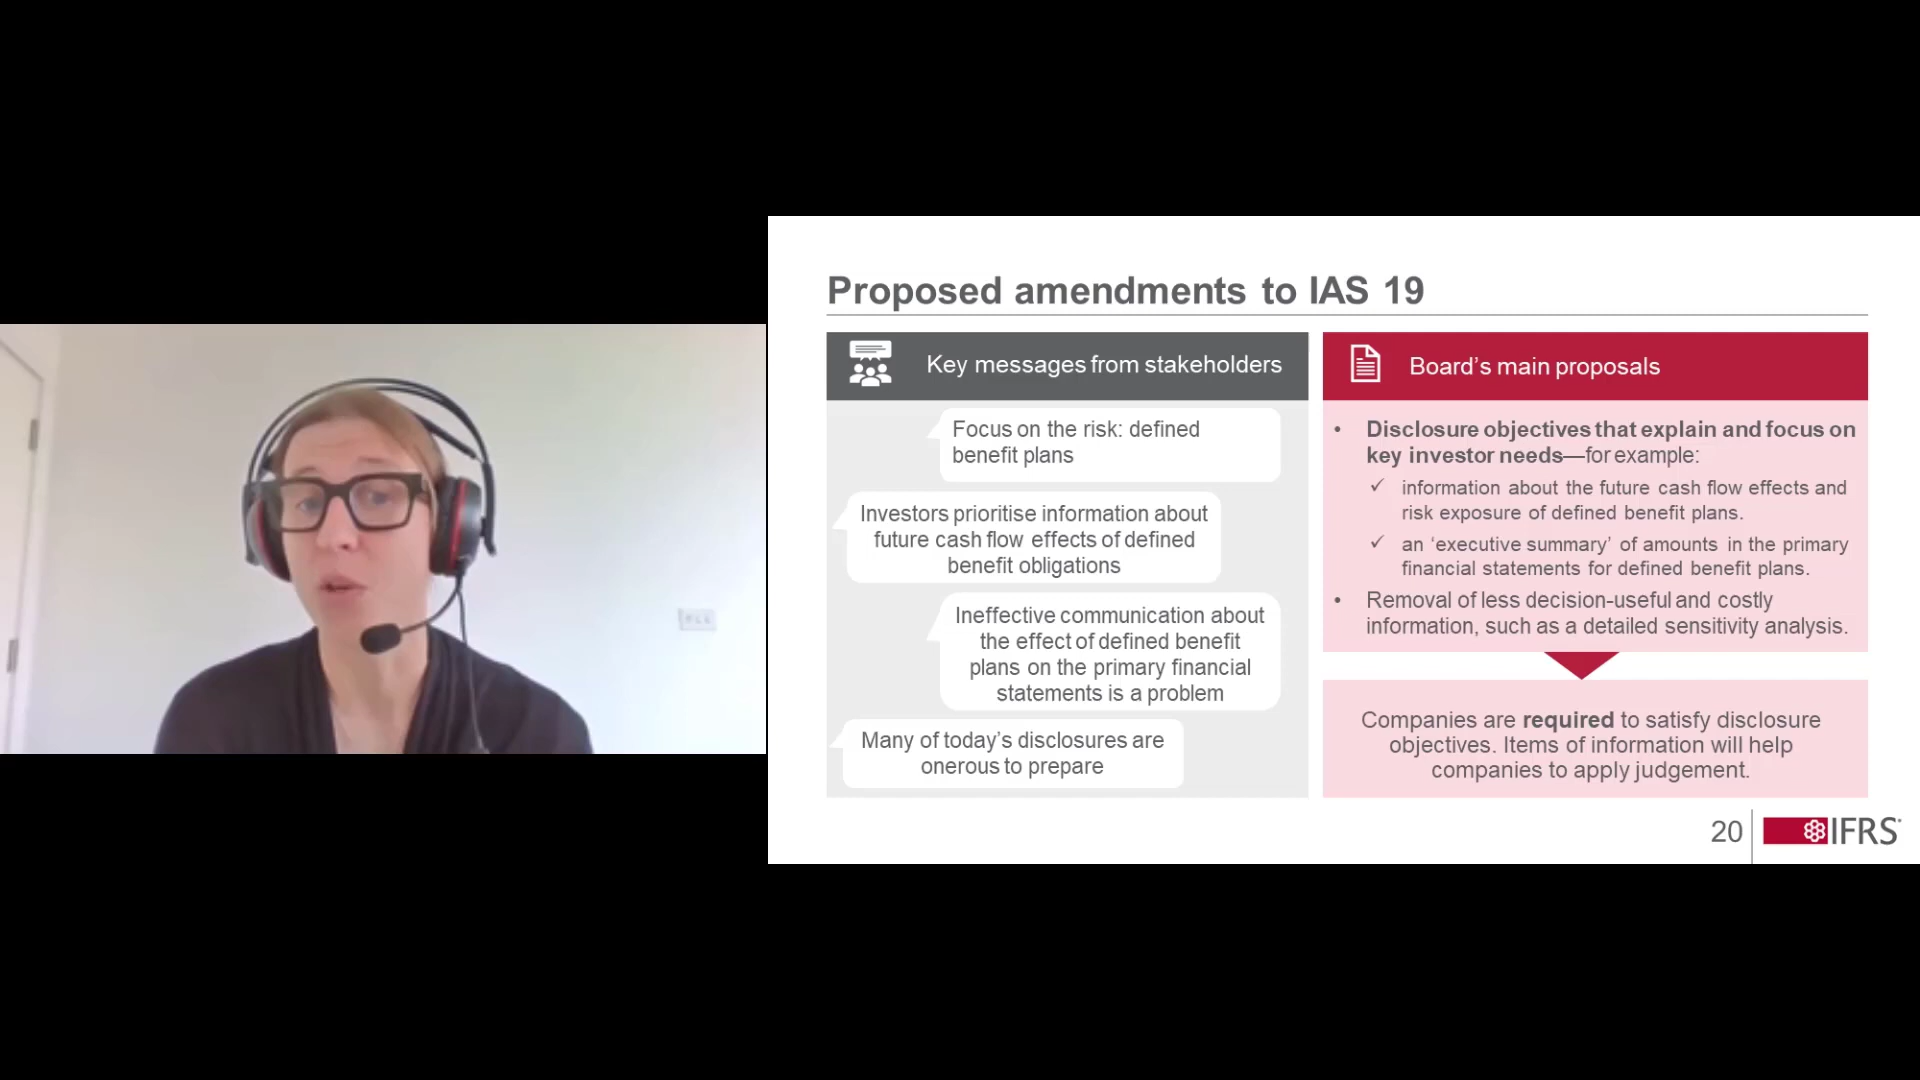 Proposed amendments to IAS 19
Key messages from stakeholders
Focus on the risk: defined
benefit plans
Investors prioritise information about
future cash flow effects of defined
benefit obligations
Ineffective communication about
the effect of defined benefit
plans on the primary financial
statements is a problem
Many of today’s disclosures are
onerous to prepare
Board’s main proposals
• Disclosure objectives that explain and focus on
key investor needs—for example:
✓ information about the future cash flow effects and
risk exposure of defined benefit plans.
✓ an ‘executive summary’ of amounts in the primary
financial statements for defined benefit plans.
• Removal of less decision-useful and costly
information, such as a detailed sensitivity analysis.
Companies are required to satisfy disclosure
objectives. Items of information will help
companies to apply judgement.
20
IFRS